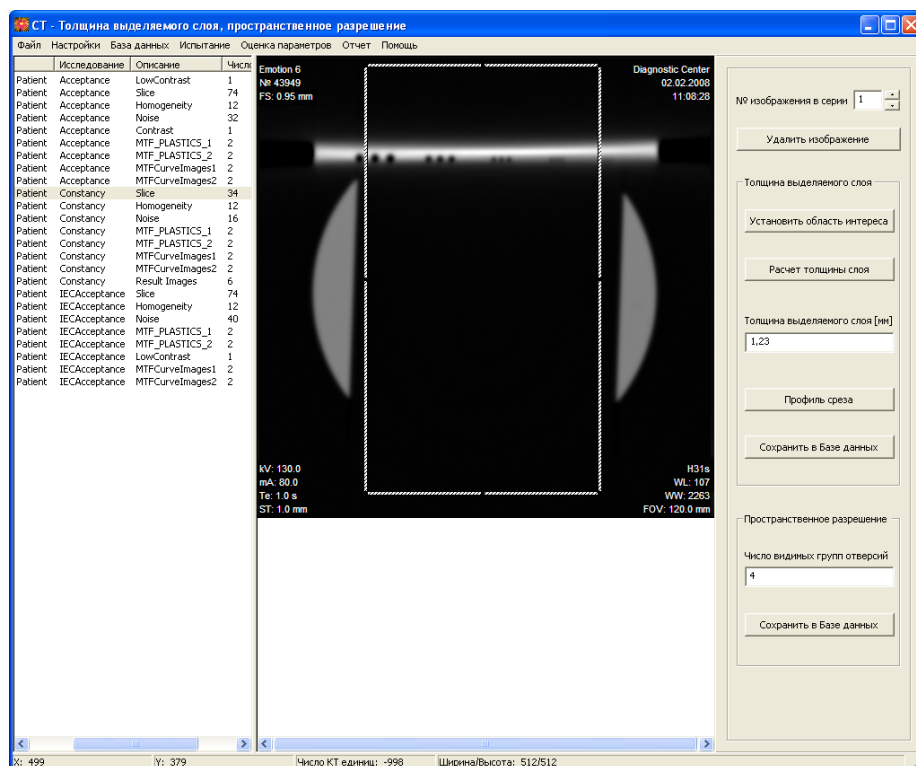 СТ - Толщина выделяемого слоя, пространственное разрешение
Файл Настройки База данных Испытание Оценка параметров Отчет Помощь
Исследование Описание Число
Patient Acceptance LowContrast 1
Patient Acceptance Slice 74
Patient Acceptance Homogeneity 12
Patient Acceptance Noise 32
Patient Acceptance Contrast 1
Patient Acceptance MTF_PLASTICS_1 2
Patient Acceptance MTF_PLASTICS_2 2
Patient Acceptance MTFCurveImages1 2
Patient Acceptance MTFCurveImages2 2
Patient Constancy Slice 34
Patient Constancy Homogeneity 12
Patient Constancy Noise 16
Patient Constancy MTF_PLASTICS_1 2
Patient Constancy MTF_PLASTICS_2 2
Patient Constancy MTFCurveImages1 2
Patient Constancy MTFCurveImages2 2
Patient Constancy Result Images 6
Patient IECAcceptance Slice 74
Patient IECAcceptance Homogeneity 12
Patient IECAcceptance Noise 40
Patient IECAcceptance MTF_PLASTICS_1 2
Patient IECAcceptance MTF_PLASTICS_2 2
Patient IECAcceptance LowContrast 1
Patient IECAcceptance MTFCurveImages1 2
Patient IECAcceptance MTFCurveImages2 2
Emotion 6
№ 43949
FS: 0.95 mm
Diagnostic Center
02.02.2008
11:08:28
kV: 130.0
mA: 80.0
Te: 1.0 s
ST: 1.0 mm
H31s
WL: 107
WW: 2263
FOV: 120.0 mm
№ изображения в серии 1
Удалить изображение
Толщина выделяемого слоя
Установить область интереса
Расчет толщины слоя
Толщина выделяемого слоя [мм]
1,23
Профиль среза
Сохранить в Базе данных
Пространственное разрешение
Число видимых групп отверсий
4
Сохранить в Базе данных
X: 499 Y: 379 Число КТ единиц: -998 Ширина/Высота: 512/512